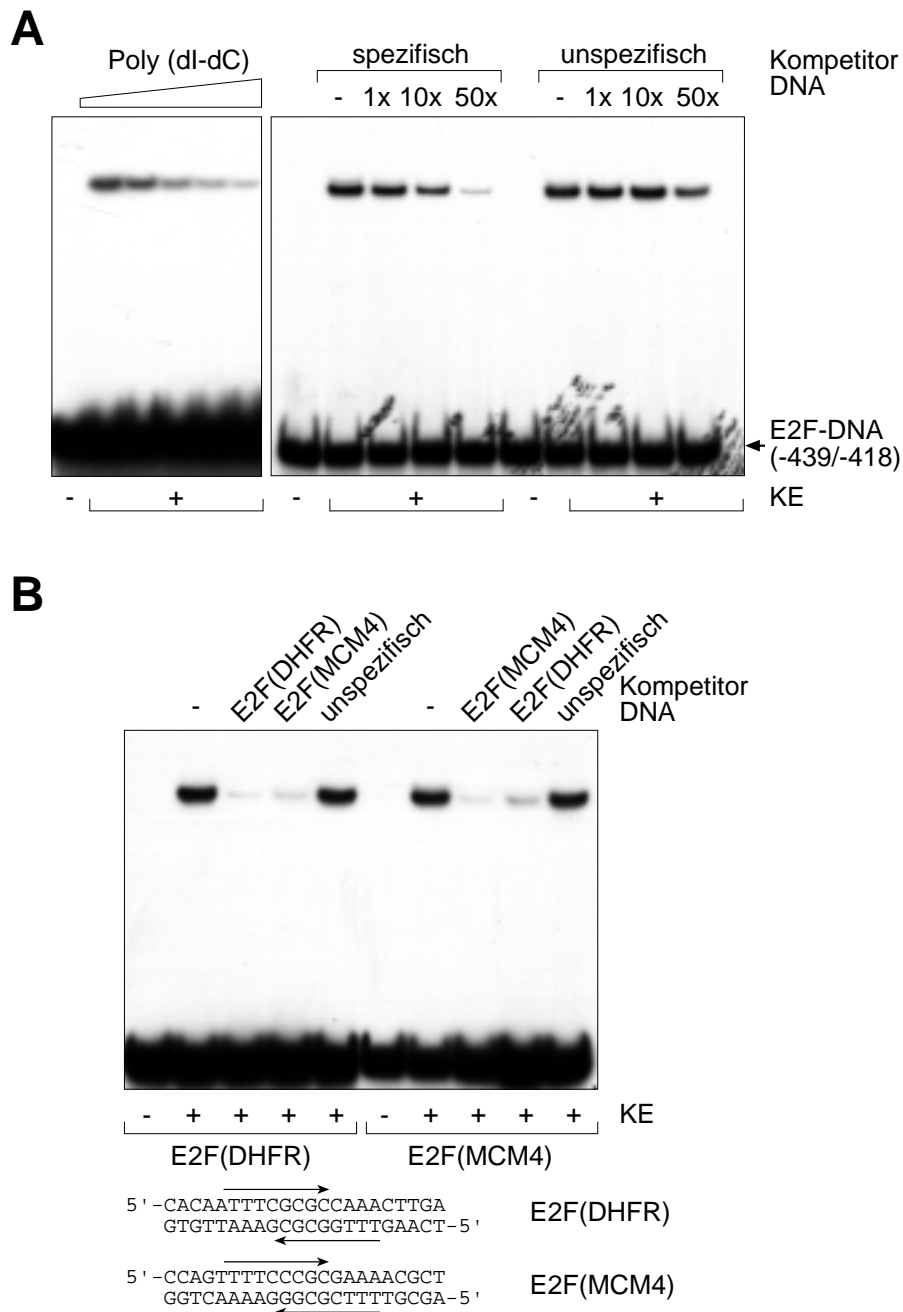 A
Poly (dI-dC)
spezifisch
unspezifisch
Kompetitor
DNA
- 1x 10x 50x
- 1x 10x 50x
E2F-DNA
(-439/-418)
- + - + - + KE
B
- E2F(DHFR) E2F(MCM4) unspezifisch - E2F(MCM4) E2F(DHFR) unspezifisch
Kompetitor
DNA
- + + + + - + + + + KE
E2F(DHFR) E2F(MCM4)
5'-CACAATTTCGCGCCAAACTTGA
GTGTTAAAGCGCGGTTTGAACT-5'
E2F(DHFR)
5'-CCAGTTTTCCCGCGAAAACGCT
GGTCAAAAGGGCGCTTTTGCGA-5'
E2F(MCM4)